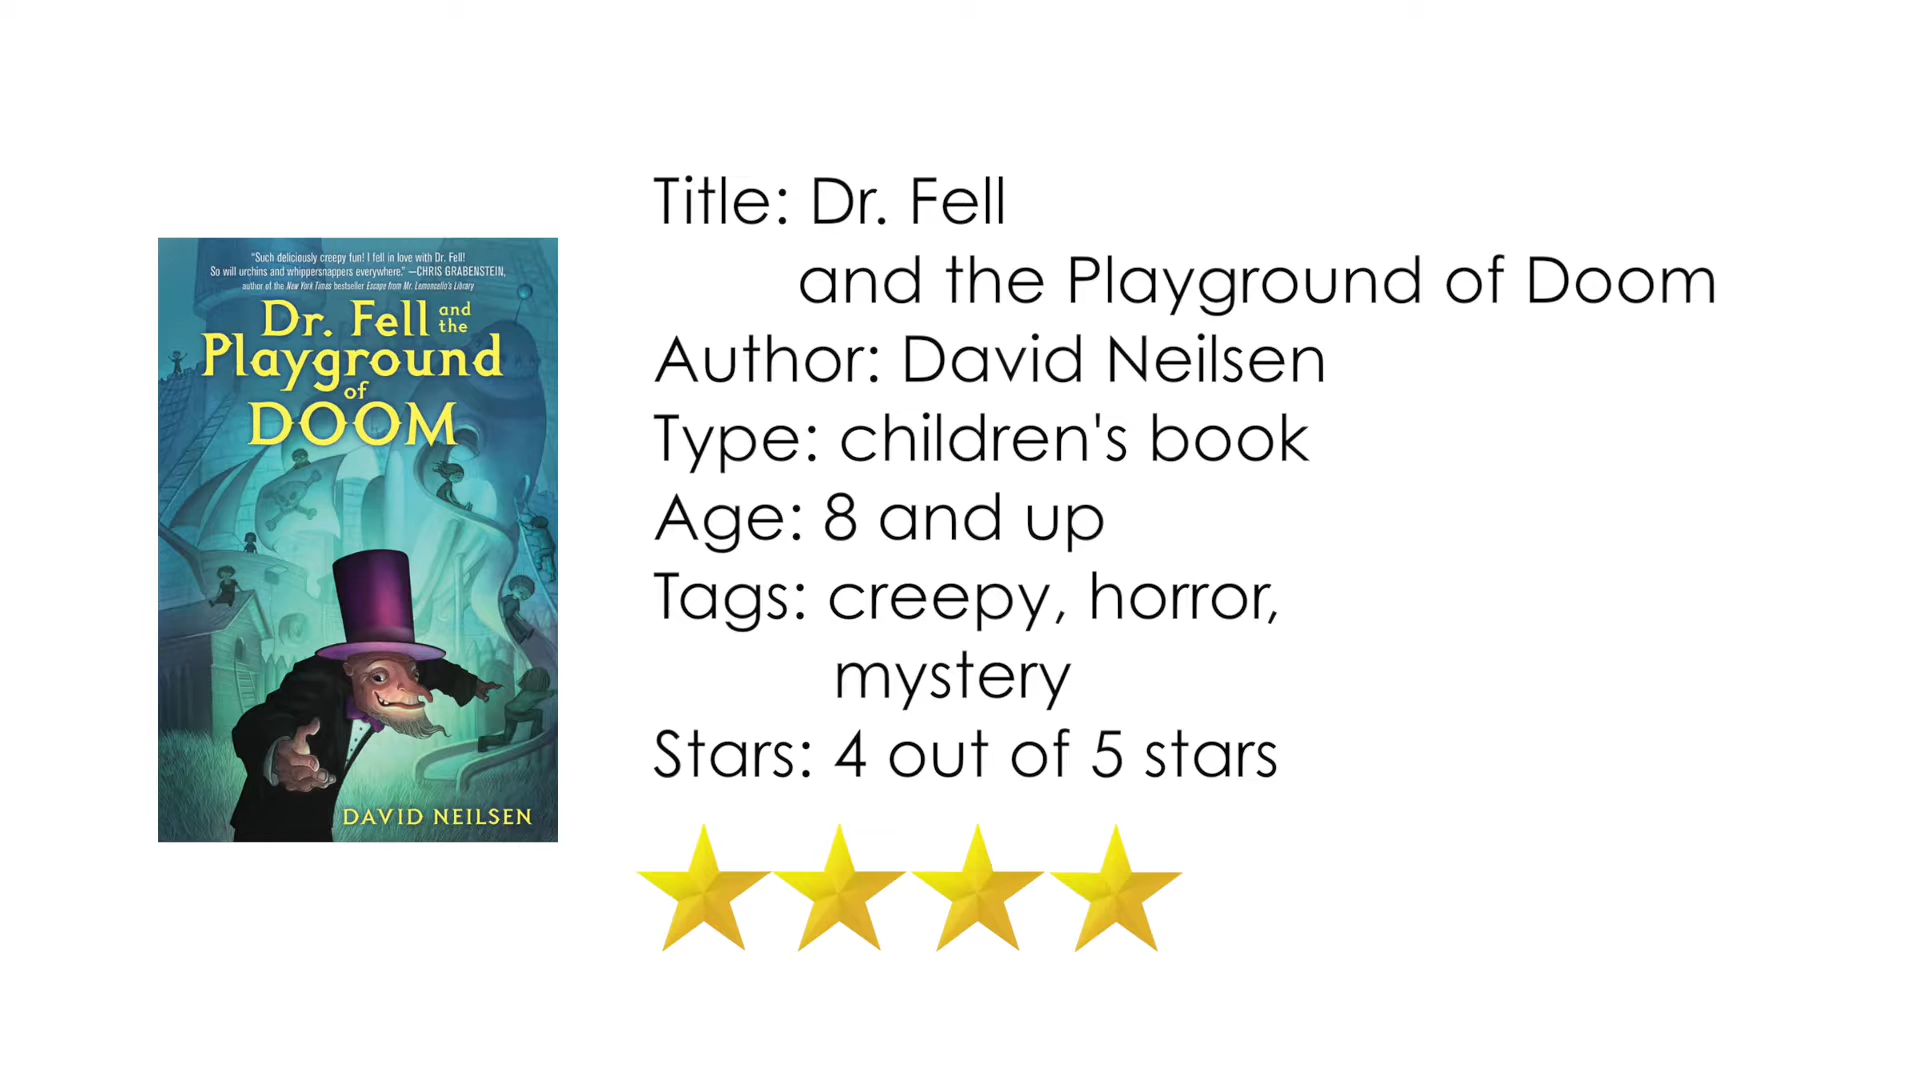 "Such deliciously creepy fun! I fell in love with Dr. Fell!
So will urchins and whippersnappers everywhere." —CHRIS GRABENSTEIN,
author of the New York Times bestseller Escape from Mr. Lemoncello's Library
Dr. Fell and the
Playground
of
DOOM
DAVID NEILSEN
Title: Dr. Fell
and the Playground of Doom
Author: David Neilsen
Type: children's book
Age: 8 and up
Tags: creepy, horror,
mystery
Stars: 4 out of 5 stars